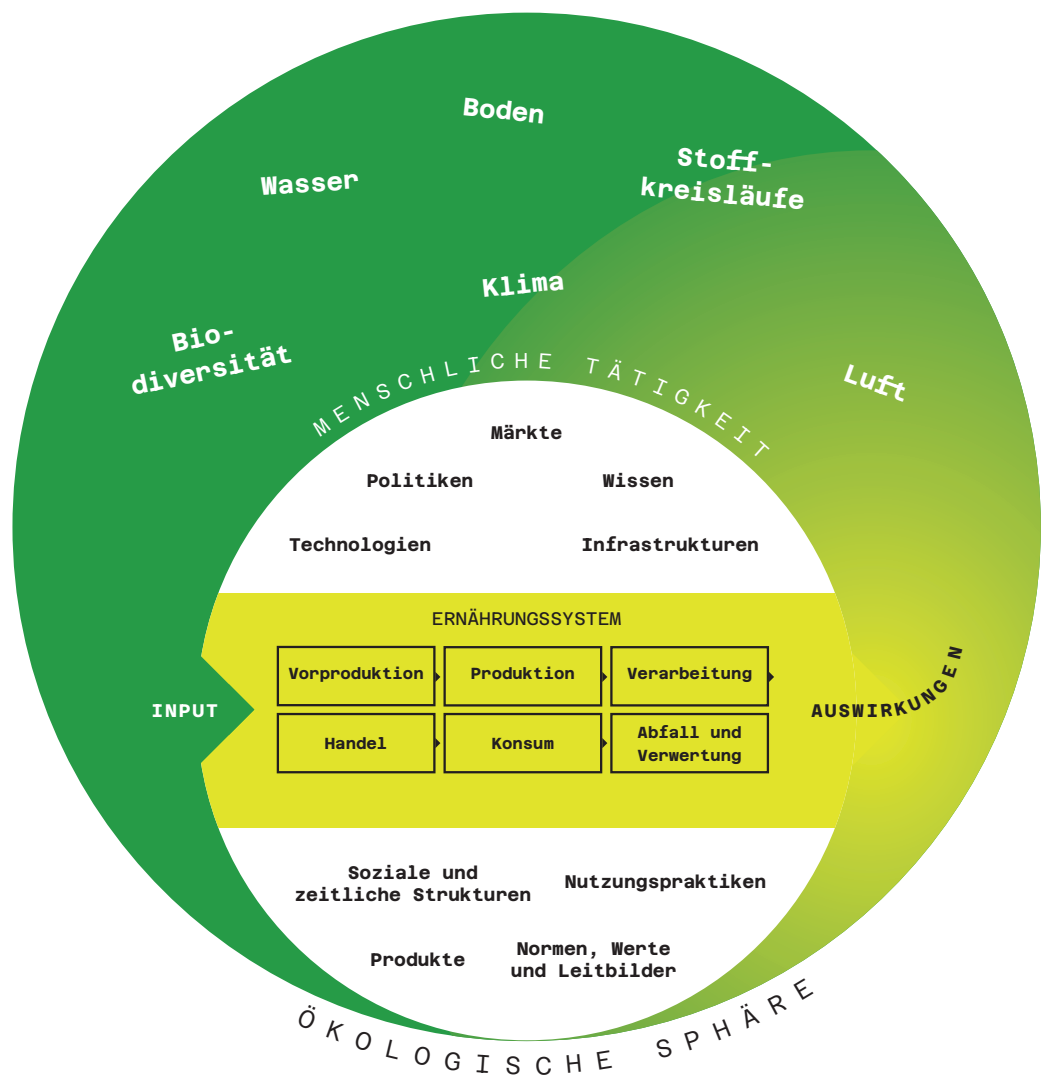 Boden
Stoff-
kreisläufe
Wasser
Klima
Bio-
diversität
Luft
MENSCHLICHE TÄTIGKEIT
Märkte
Politiken
Wissen
Technologien
Infrastrukturen
ERNÄHRUNGSSYSTEM
Vorproduktion
Produktion
Verarbeitung
INPUT
AUSWIRKUNGEN
Handel
Konsum
Abfall und
Verwertung
Soziale und
zeitliche Strukturen
Nutzungspraktiken
Produkte
Normen, Werte
und Leitbilder
ÖKOLOGISCHE SPHÄRE